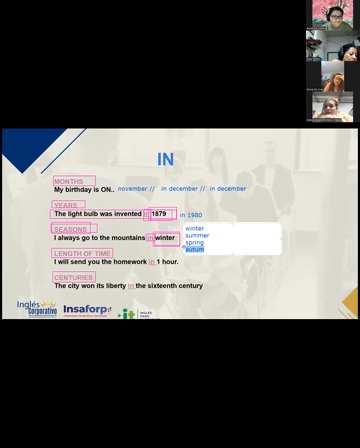 IN
MONTHS
My birthday is ON.. november // in december // in december
YEARS
The light bulb was invented in 1879 in 1980
SEASONS
winter
I always go to the mountains in winter
summer
spring
autum
LENGTH OF TIME
I will send you the homework in 1 hour.
CENTURIES
The city won its liberty in the sixteenth century
Inglés
Corporativo
Insaforp
it